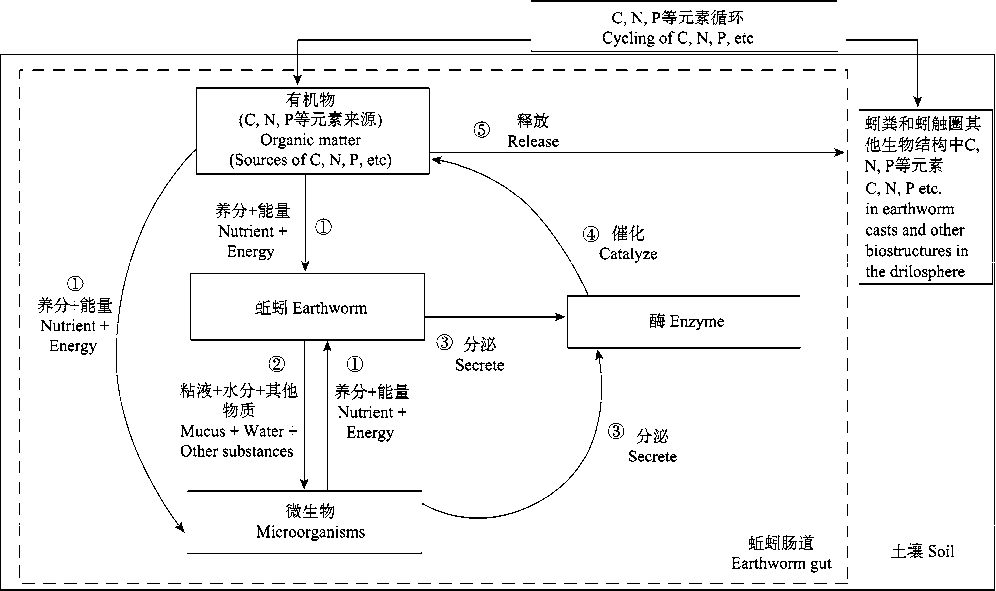 C, N, P等元素循环
Cycling of C, N, P, etc
有机物
(C, N, P等元素来源)
Organic matter
(Sources of C, N, P, etc)
⑤ 释放
Release
蚓粪和蚓触圈其
他生物结构中C,
N, P等元素
C, N, P etc.
in earthworm
casts and other
biostructures in
the drilosphere
养分+能量
Nutrient +
Energy
①
④ 催化
Catalyze
①
养分+能量
Nutrient +
Energy
蚯蚓 Earthworm
酶 Enzyme
③ 分泌
Secrete
②
粘液+水分+其他
物质
Mucus + Water +
Other substances
①
养分+能量
Nutrient +
Energy
③ 分泌
Secrete
微生物
Microorganisms
蚯蚓肠道
Earthworm gut
土壤 Soil